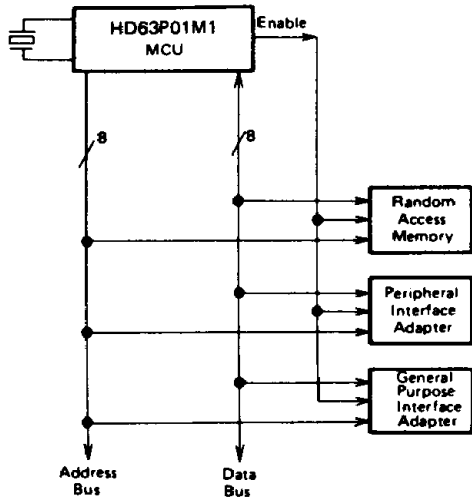 HD63P01M1
MCU
Enable
8
8
Random
Access
Memory
Peripheral
Interface
Adapter
General
Purpose
Interface
Adapter
Address
Bus
Data
Bus